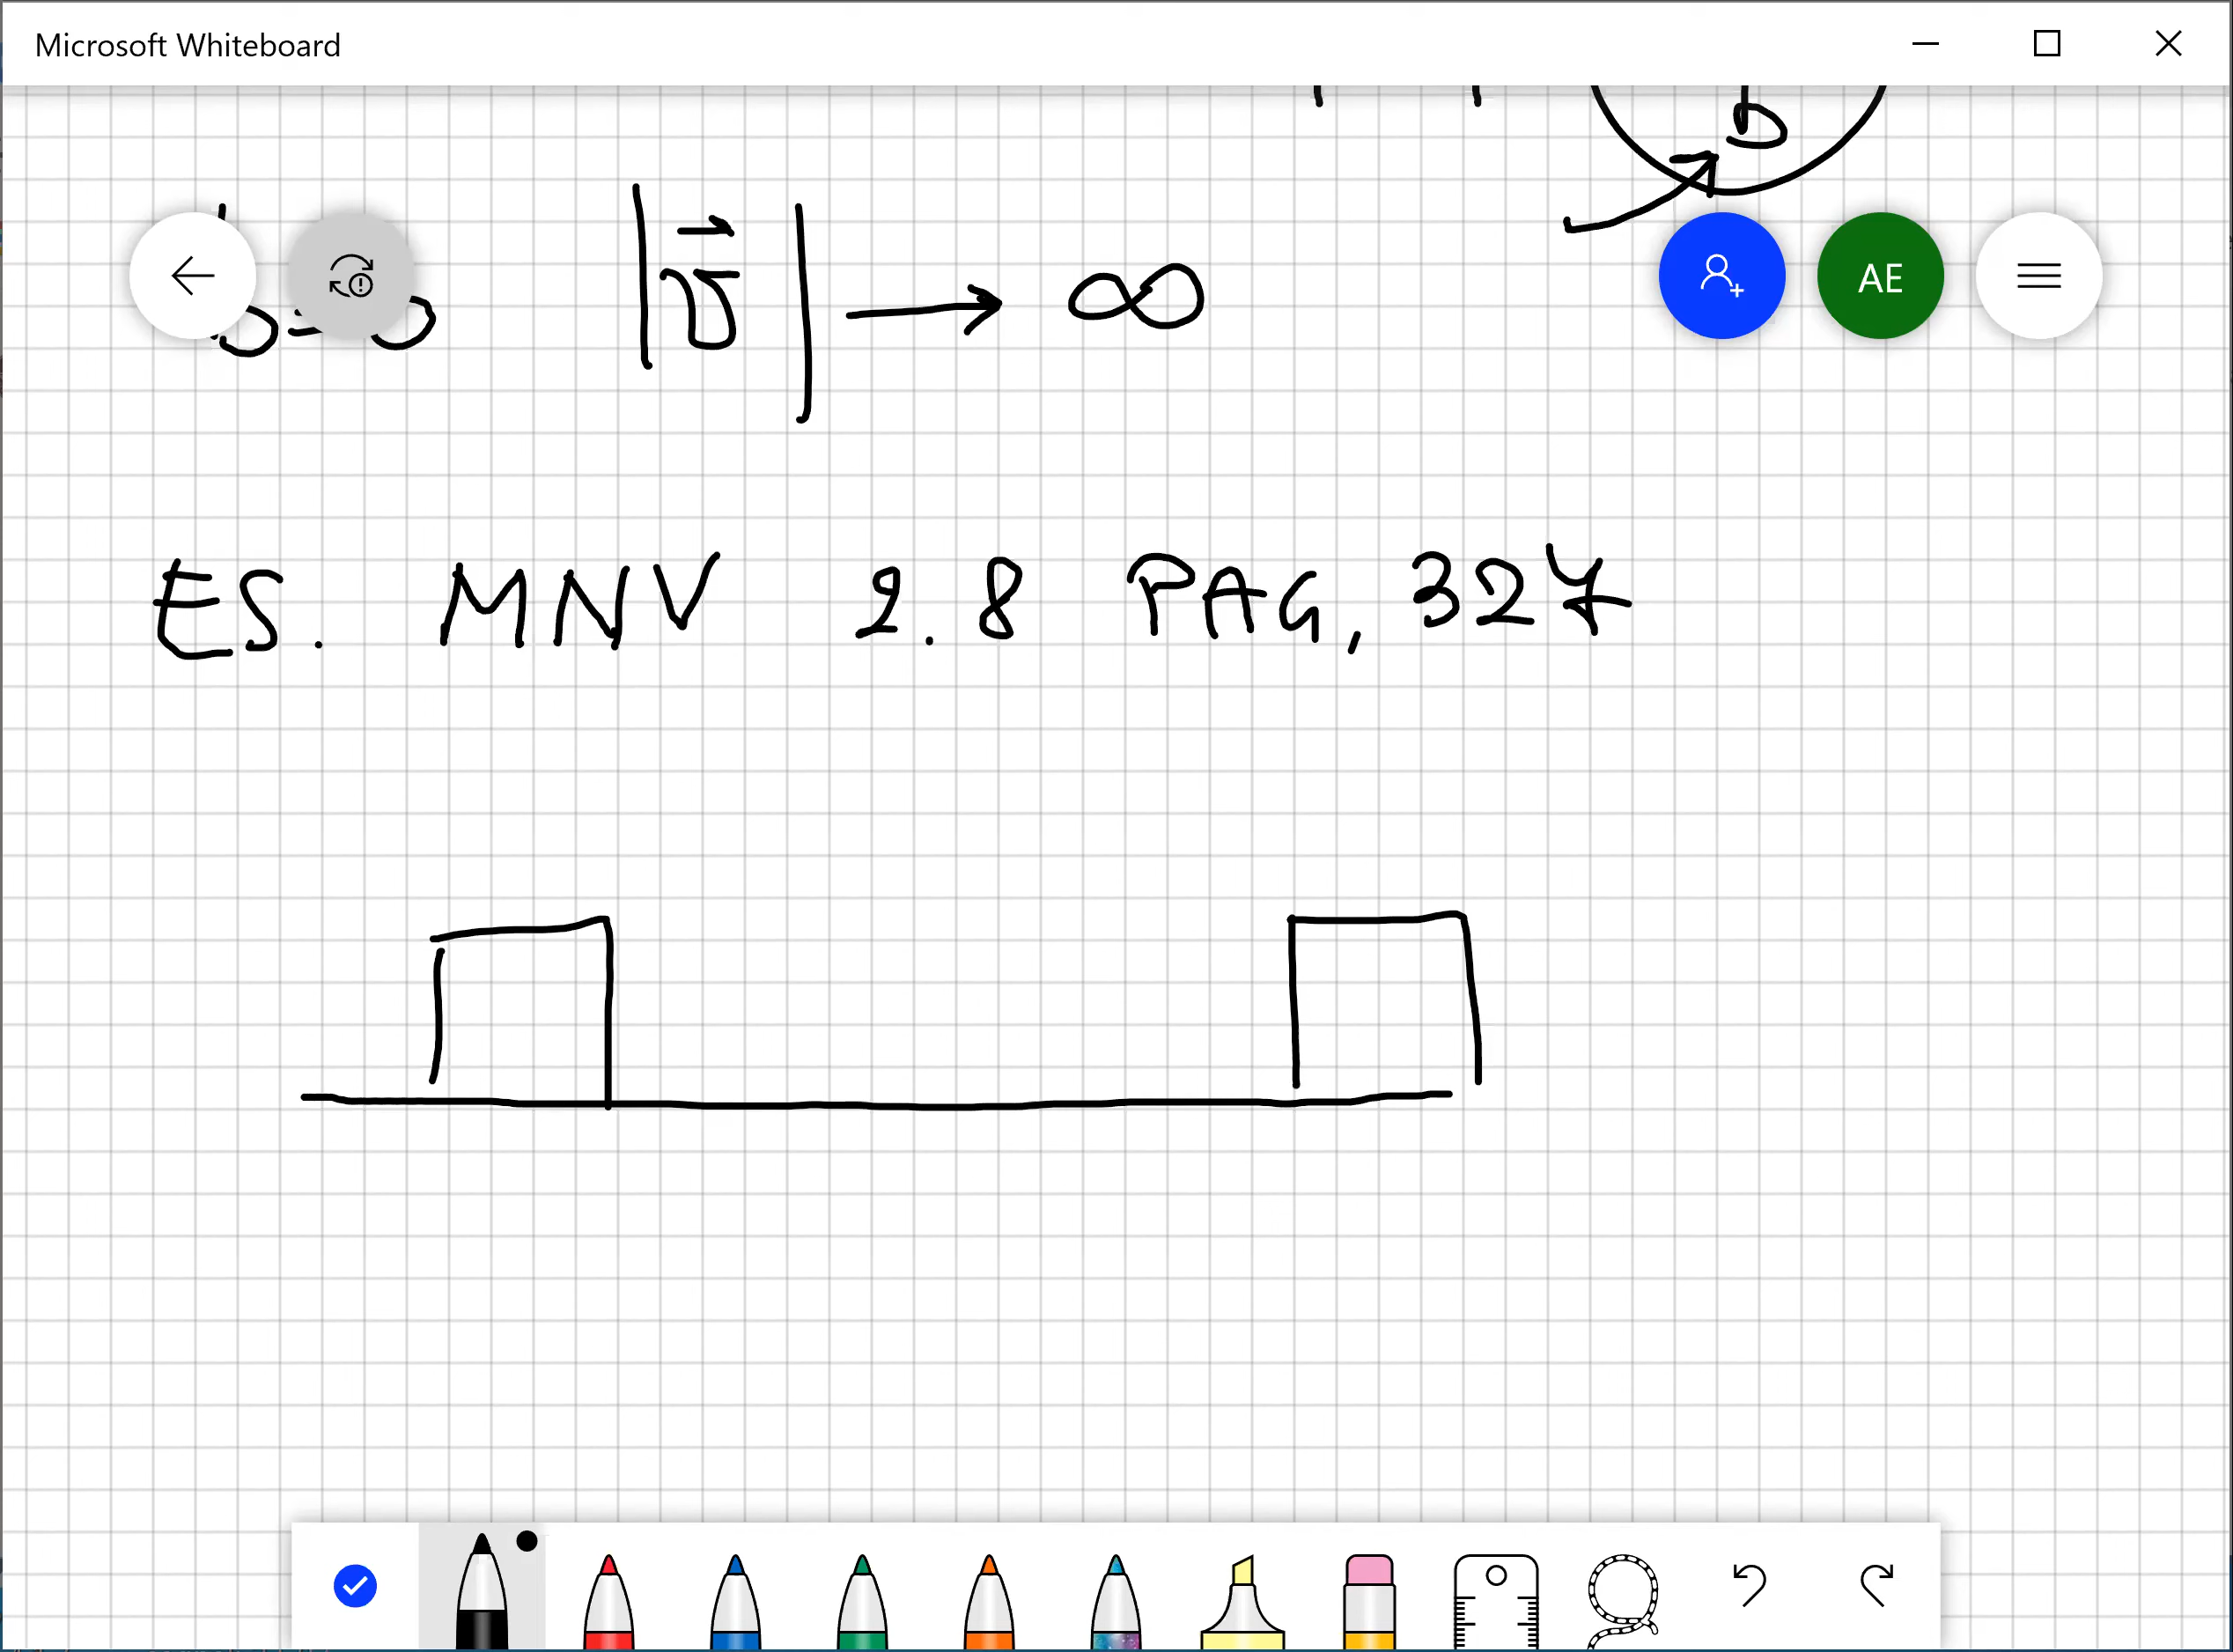 Microsoft Whiteboard
D
|v⃗| → ∞
AE
ES. MNV 2.8 PAG. 327